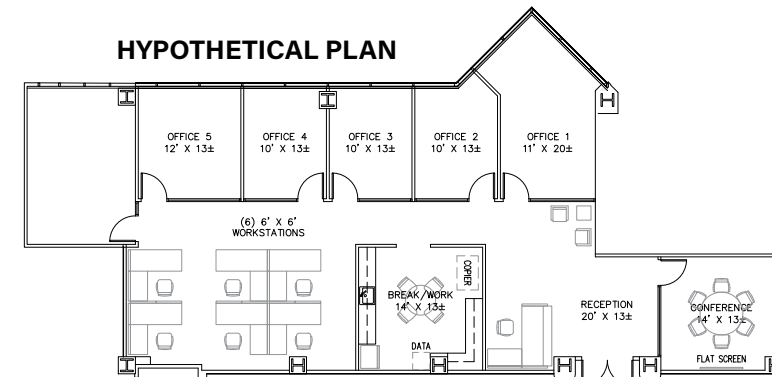 HYPOTHETICAL PLAN
OFFICE 5
12' X 13±
OFFICE 4
10' X 13±
OFFICE 3
10' X 13±
OFFICE 2
10' X 13±
OFFICE 1
11' X 20±
(6) 6' X 6'
WORKSTATIONS
COPIER
BREAK/WORK
14' X 13±
DATA
RECEPTION
20' X 13±
CONFERENCE
14' X 13±
FLAT SCREEN